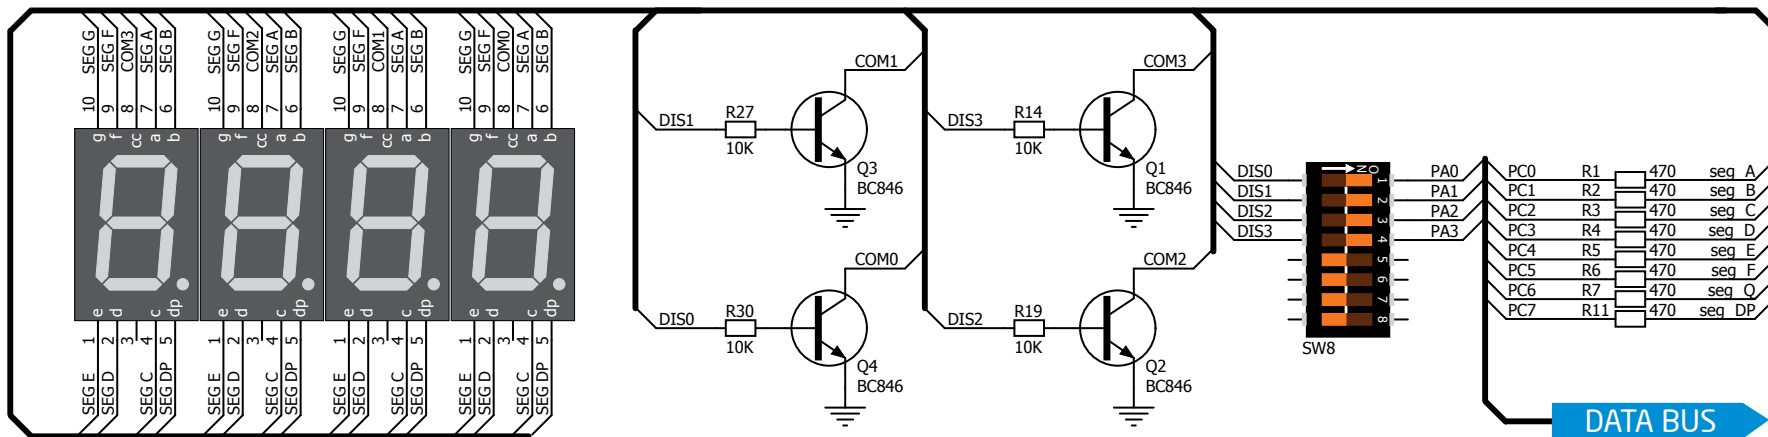 SEG G SEG F COM3 SEG A SEG B
10 9 8 7 6
g f cc a b
e d c dp
1 2 3 4 5
SEG E SEG D SEG C SEG DP
SEG G SEG F COM2 SEG A SEG B
10 9 8 7 6
g f cc a b
e d c dp
1 2 3 4 5
SEG E SEG D SEG C SEG DP
SEG G SEG F COM1 SEG A SEG B
10 9 8 7 6
g f cc a b
e d c dp
1 2 3 4 5
SEG E SEG D SEG C SEG DP
SEG G SEG F COM0 SEG A SEG B
10 9 8 7 6
g f cc a b
e d c dp
1 2 3 4 5
SEG E SEG D SEG C SEG DP
COM1
DIS1 R27
10K
Q3
BC846
COM0
DIS0 R30
10K
Q4
BC846
COM3
DIS3 R14
10K
Q1
BC846
COM2
DIS2 R19
10K
Q2
BC846
ON
DIS0 1 PA0
DIS1 2 PA1
DIS2 3 PA2
DIS3 4 PA3
5
6
7
8
SW8
PC0 R1 470 seg A
PC1 R2 470 seg B
PC2 R3 470 seg C
PC3 R4 470 seg D
PC4 R5 470 seg E
PC5 R6 470 seg F
PC6 R7 470 seg Q
PC7 R11 470 seg DP
DATA BUS